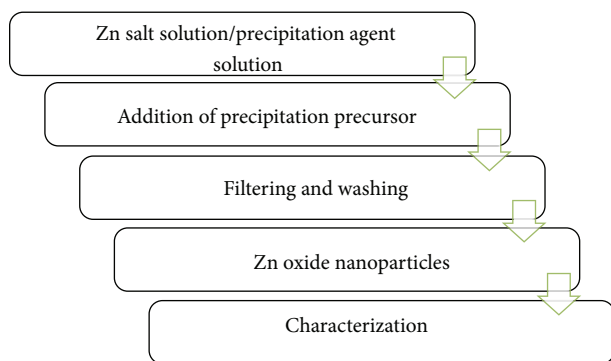 Zn salt solution/precipitation agent
solution
Addition of precipitation precursor
Filtering and washing
Zn oxide nanoparticles
Characterization